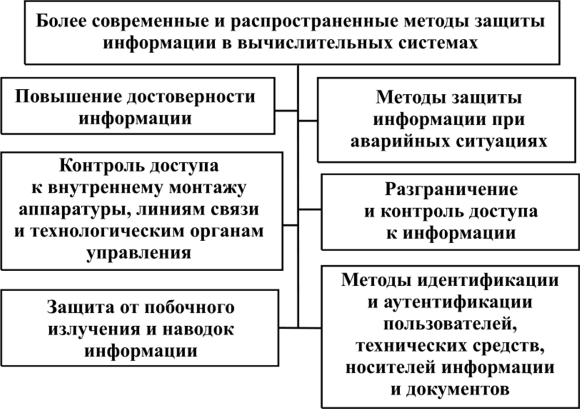 Более современные и распространенные методы защиты
информации в вычислительных системах
Повышение достоверности
информации
Методы защиты
информации при
аварийных ситуациях
Контроль доступа
к внутреннему монтажу
аппаратуры, линиям связи
и технологическим органам
управления
Разграничение
и контроль доступа
к информации
Защита от побочного
излучения и наводок
информации
Методы идентификации
и аутентификации
пользователей,
технических средств,
носителей информации
и документов